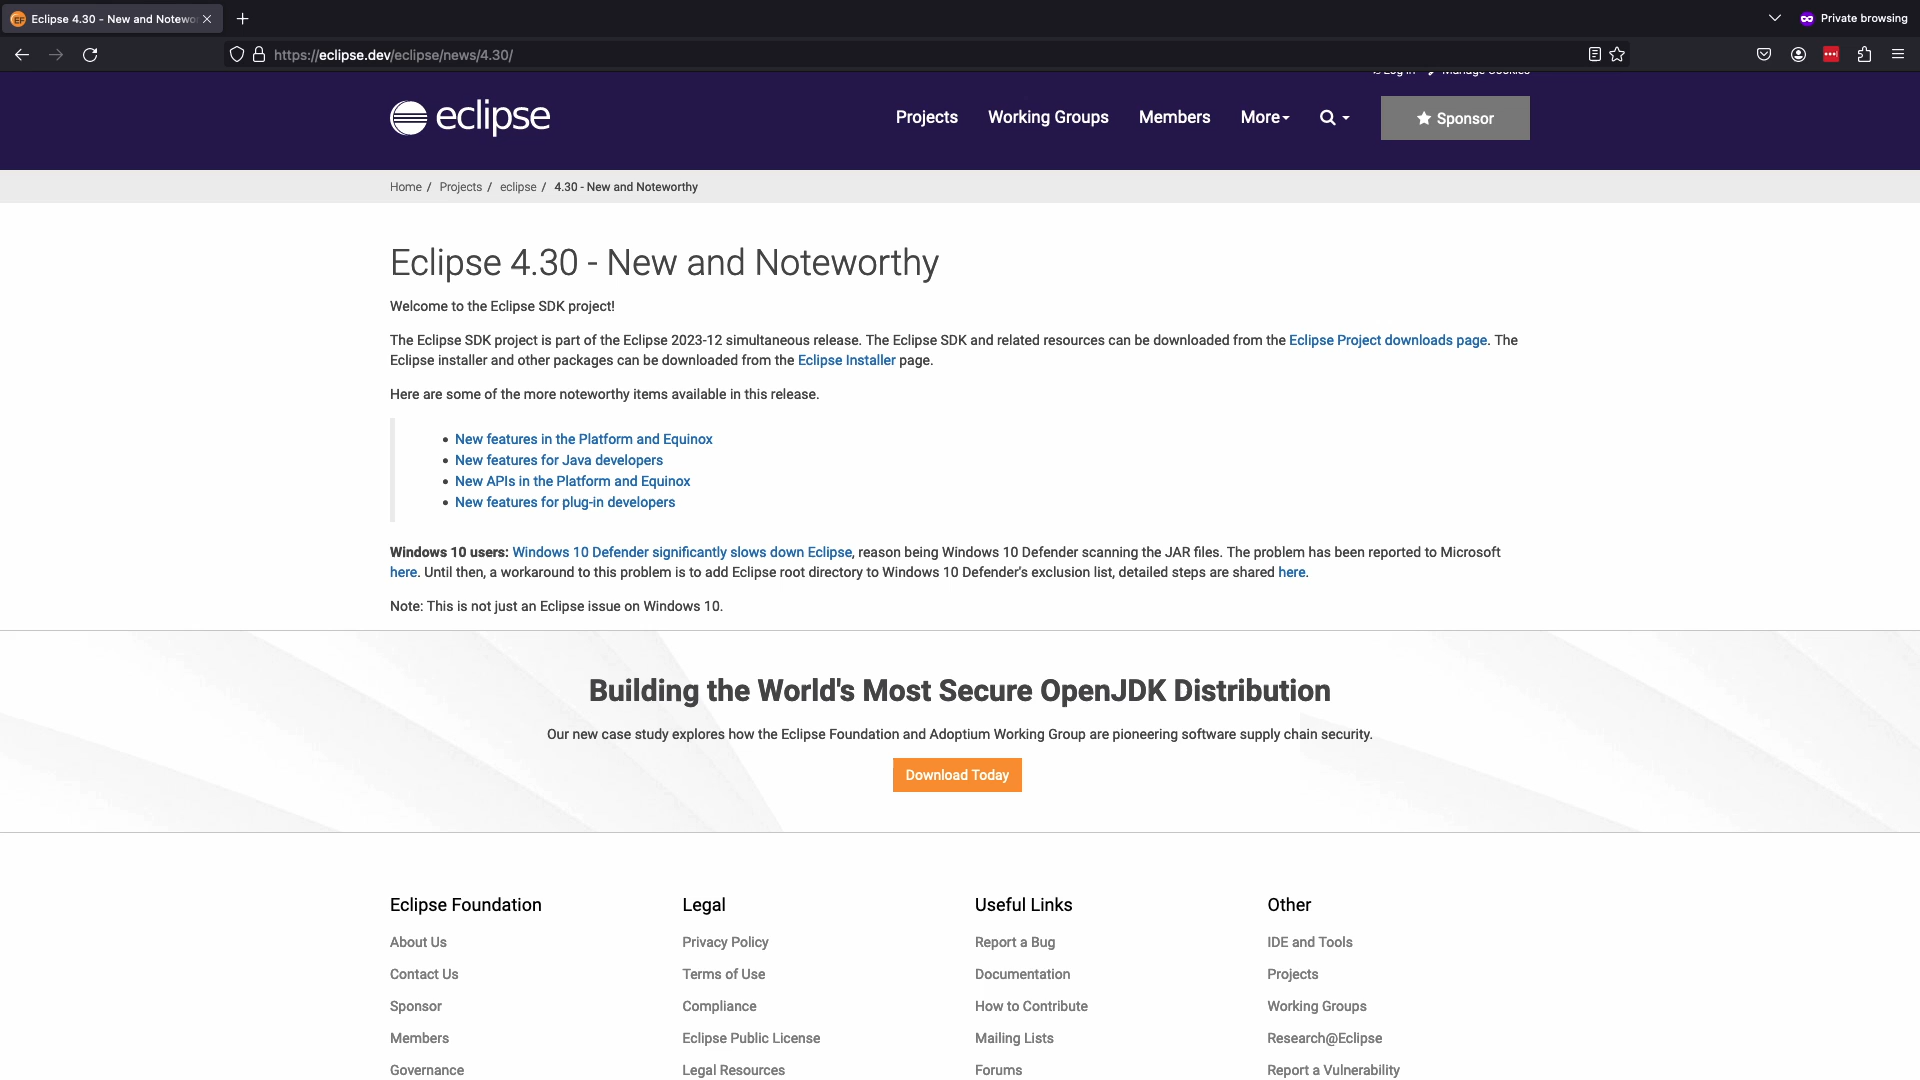 EF Eclipse 4.30 - New and Notewo
Private browsing
https://eclipse.dev/eclipse/news/4.30/
Log in Manage Cookies
eclipse
Projects Working Groups Members More Sponsor
Home / Projects / eclipse / 4.30 - New and Noteworthy
Eclipse 4.30 - New and Noteworthy
Welcome to the Eclipse SDK project!
The Eclipse SDK project is part of the Eclipse 2023-12 simultaneous release. The Eclipse SDK and related resources can be downloaded from the Eclipse Project downloads page. The
Eclipse installer and other packages can be downloaded from the Eclipse Installer page.
Here are some of the more noteworthy items available in this release.
• New features in the Platform and Equinox
• New features for Java developers
• New APIs in the Platform and Equinox
• New features for plug-in developers
Windows 10 users: Windows 10 Defender significantly slows down Eclipse, reason being Windows 10 Defender scanning the JAR files. The problem has been reported to Microsoft
here. Until then, a workaround to this problem is to add Eclipse root directory to Windows 10 Defender's exclusion list, detailed steps are shared here.
Note: This is not just an Eclipse issue on Windows 10.
Building the World's Most Secure OpenJDK Distribution
Our new case study explores how the Eclipse Foundation and Adoptium Working Group are pioneering software supply chain security.
Download Today
Eclipse Foundation
About Us
Contact Us
Sponsor
Members
Governance
Legal
Privacy Policy
Terms of Use
Compliance
Eclipse Public License
Legal Resources
Useful Links
Report a Bug
Documentation
How to Contribute
Mailing Lists
Forums
Other
IDE and Tools
Projects
Working Groups
Research@Eclipse
Report a Vulnerability